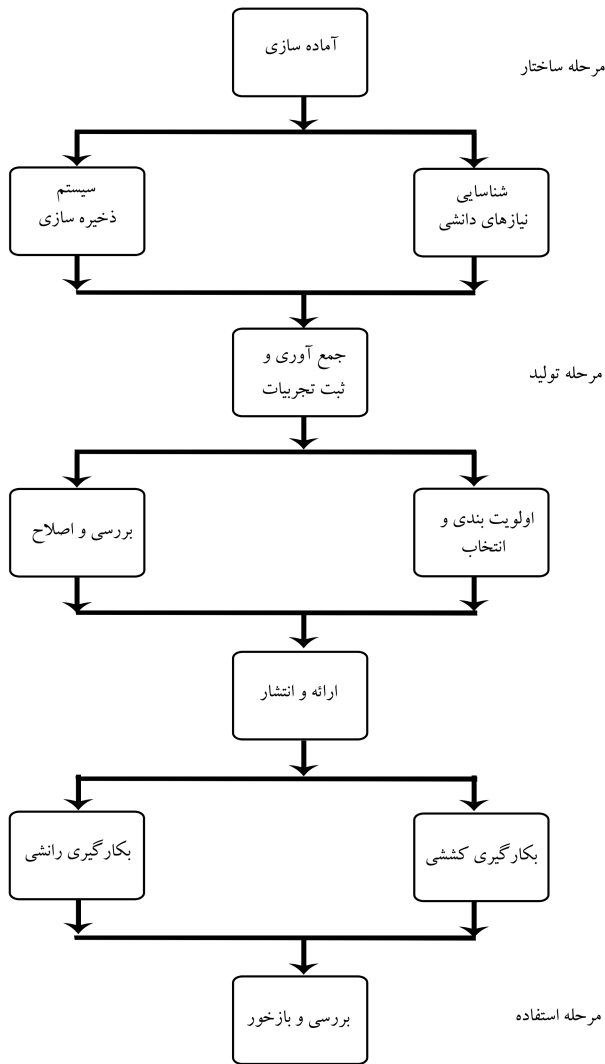 آماده سازی
مرحله ساختار
شناسایی
نیازهای دانشی
سیستم
ذخیره سازی
جمع آوری و
ثبت تجربیات
مرحله تولید
اولویت بندی و
انتخاب
بررسی و اصلاح
ارائه و انتشار
بکارگیری کششی
بکارگیری رانشی
بررسی و بازخور
مرحله استفاده